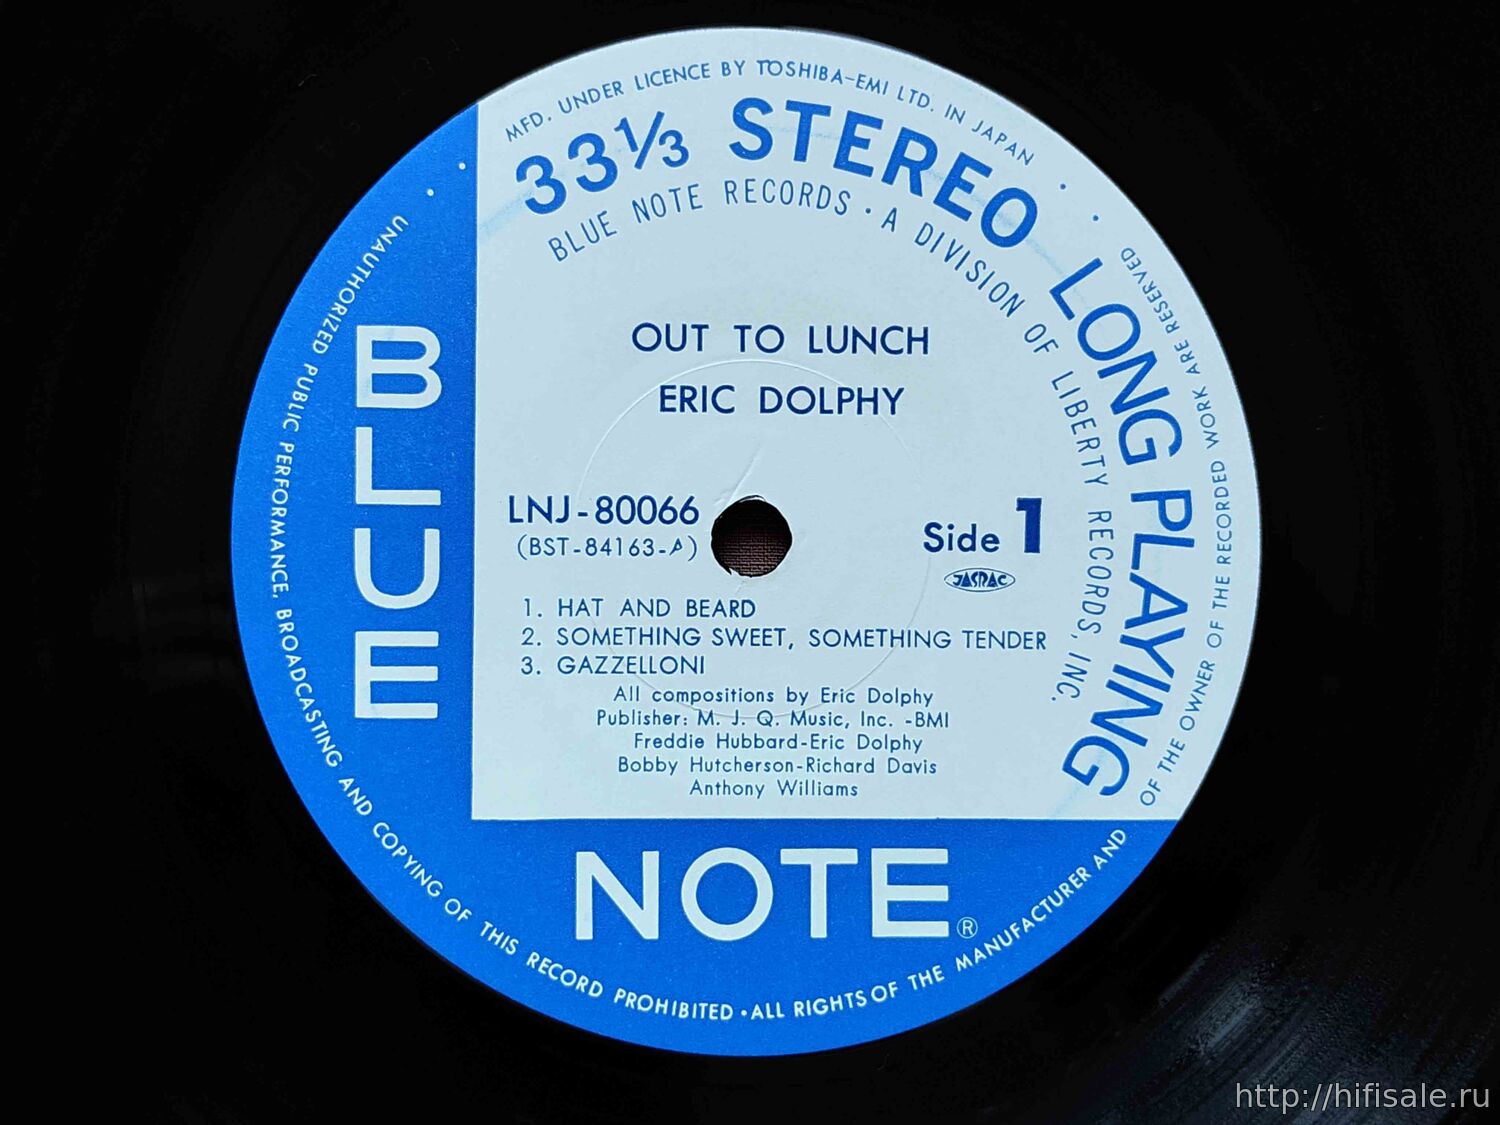 MFD. UNDER LICENCE BY TOSHIBA-EMI LTD. IN JAPAN
33⅓ STEREO LONG PLAYING
BLUE NOTE RECORDS · A DIVISION OF LIBERTY RECORDS, INC.
OUT TO LUNCH
ERIC DOLPHY
LNJ-80066
(BST-84163-A)
Side 1
JASRAC
1. HAT AND BEARD
2. SOMETHING SWEET, SOMETHING TENDER
3. GAZZELLONI
All compositions by Eric Dolphy
Publisher: M. J. Q. Music, Inc. -BMI
Freddie Hubbard-Eric Dolphy
Bobby Hutcherson-Richard Davis
Anthony Williams
BLUE
NOTE®
UNAUTHORIZED PUBLIC PERFORMANCE, BROADCASTING AND COPYING OF THIS RECORD PROHIBITED · ALL RIGHTS OF THE MANUFACTURER AND OF THE OWNER OF THE RECORDED WORK ARE RESERVED
http://hifisale.ru